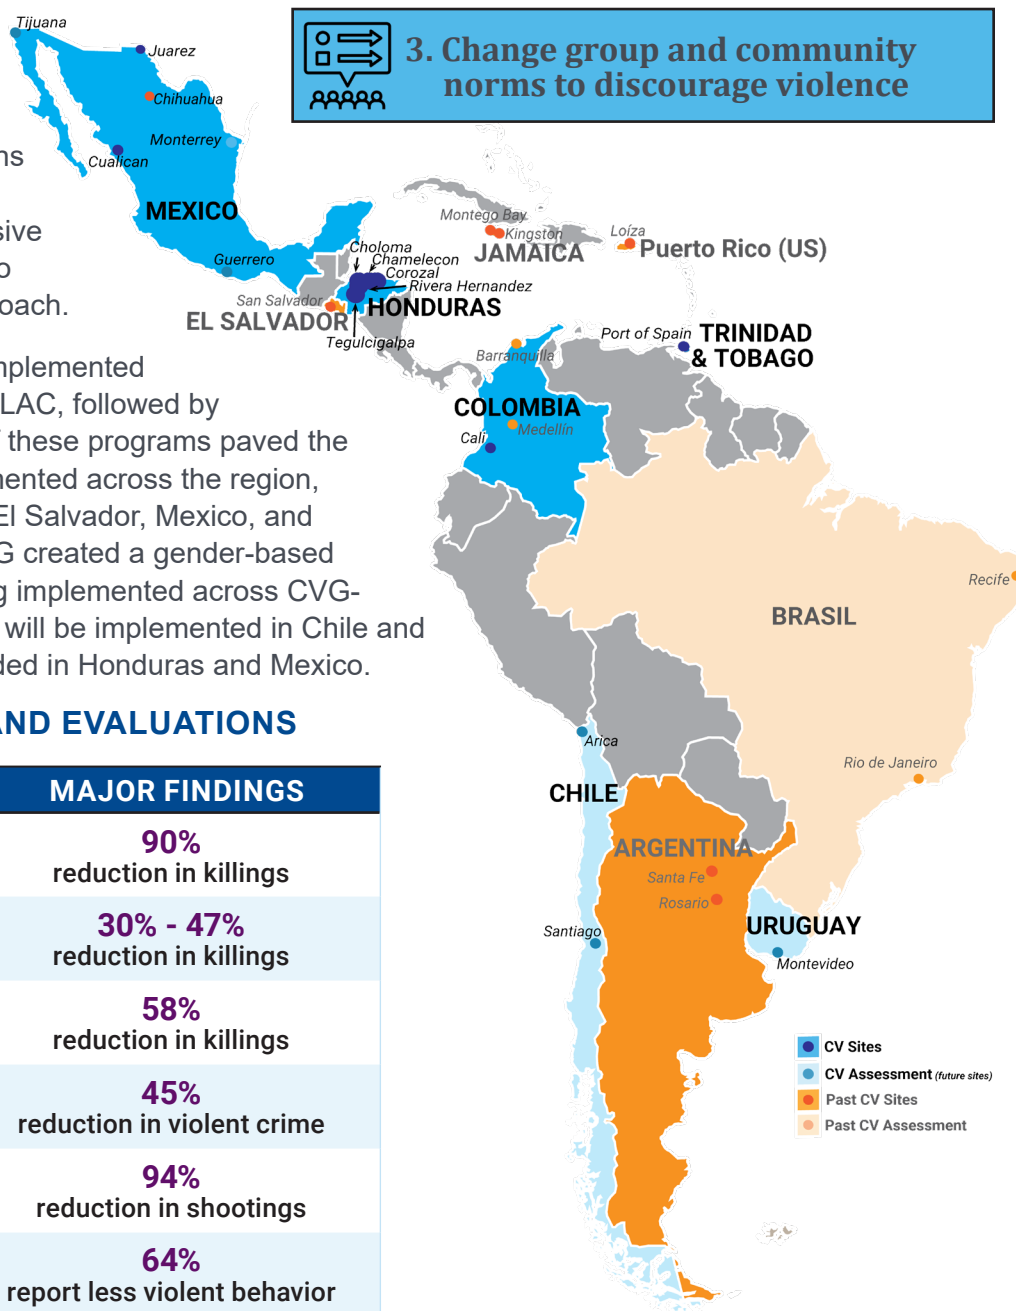 3. Change group and community
norms to discourage violence
Tijuana
Juarez
Chihuahua
Monterrey
Cualican
MEXICO
Guerrero
Choloma
Chamelecon
Corozal
Rivera Hernandez
HONDURAS
San Salvador
EL SALVADOR
Tegulcigalpa
Montego Bay
Kingston
JAMAICA
Loíza
Puerto Rico (US)
Port of Spain
TRINIDAD
& TOBAGO
Barranquilla
COLOMBIA
Medellín
Cali
Recife
BRASIL
Rio de Janeiro
Arica
CHILE
ARGENTINA
Santa Fe
Rosario
Santiago
URUGUAY
Montevideo
CV Sites
CV Assessment (future sites)
Past CV Sites
Past CV Assessment
oach.
mplemented
LAC, followed by
these programs paved the
nented across the region,
El Salvador, Mexico, and
G created a gender-based
g implemented across CVG-
will be implemented in Chile and
ded in Honduras and Mexico.
AND EVALUATIONS
MAJOR FINDINGS
90%
reduction in killings
30% - 47%
reduction in killings
58%
reduction in killings
45%
reduction in violent crime
94%
reduction in shootings
64%
report less violent behavior